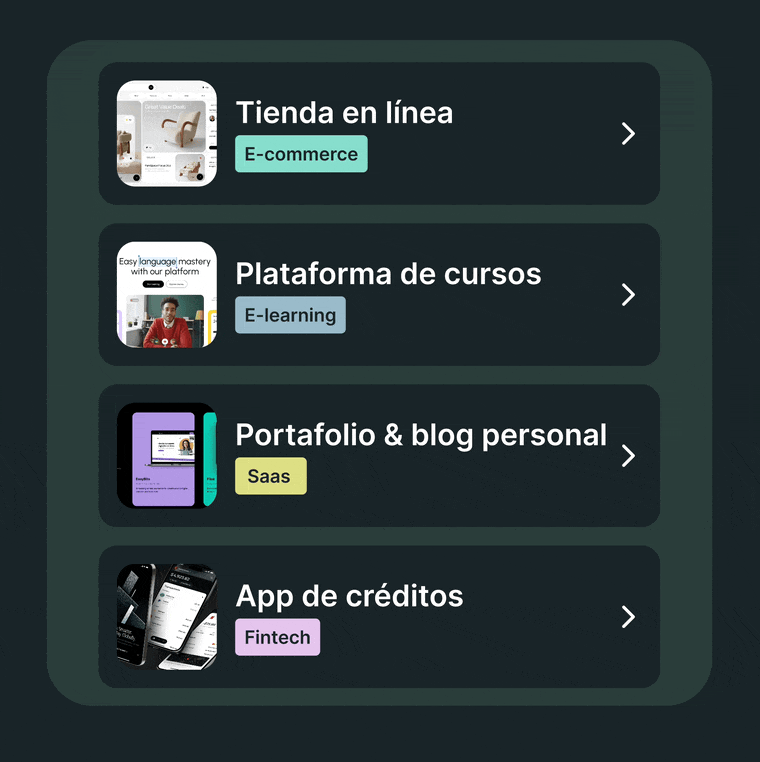 Tienda en línea
E-commerce
Easy language mastery
with our platform
Plataforma de cursos
E-learning
Portafolio & blog personal
Saas
App de créditos
Fintech